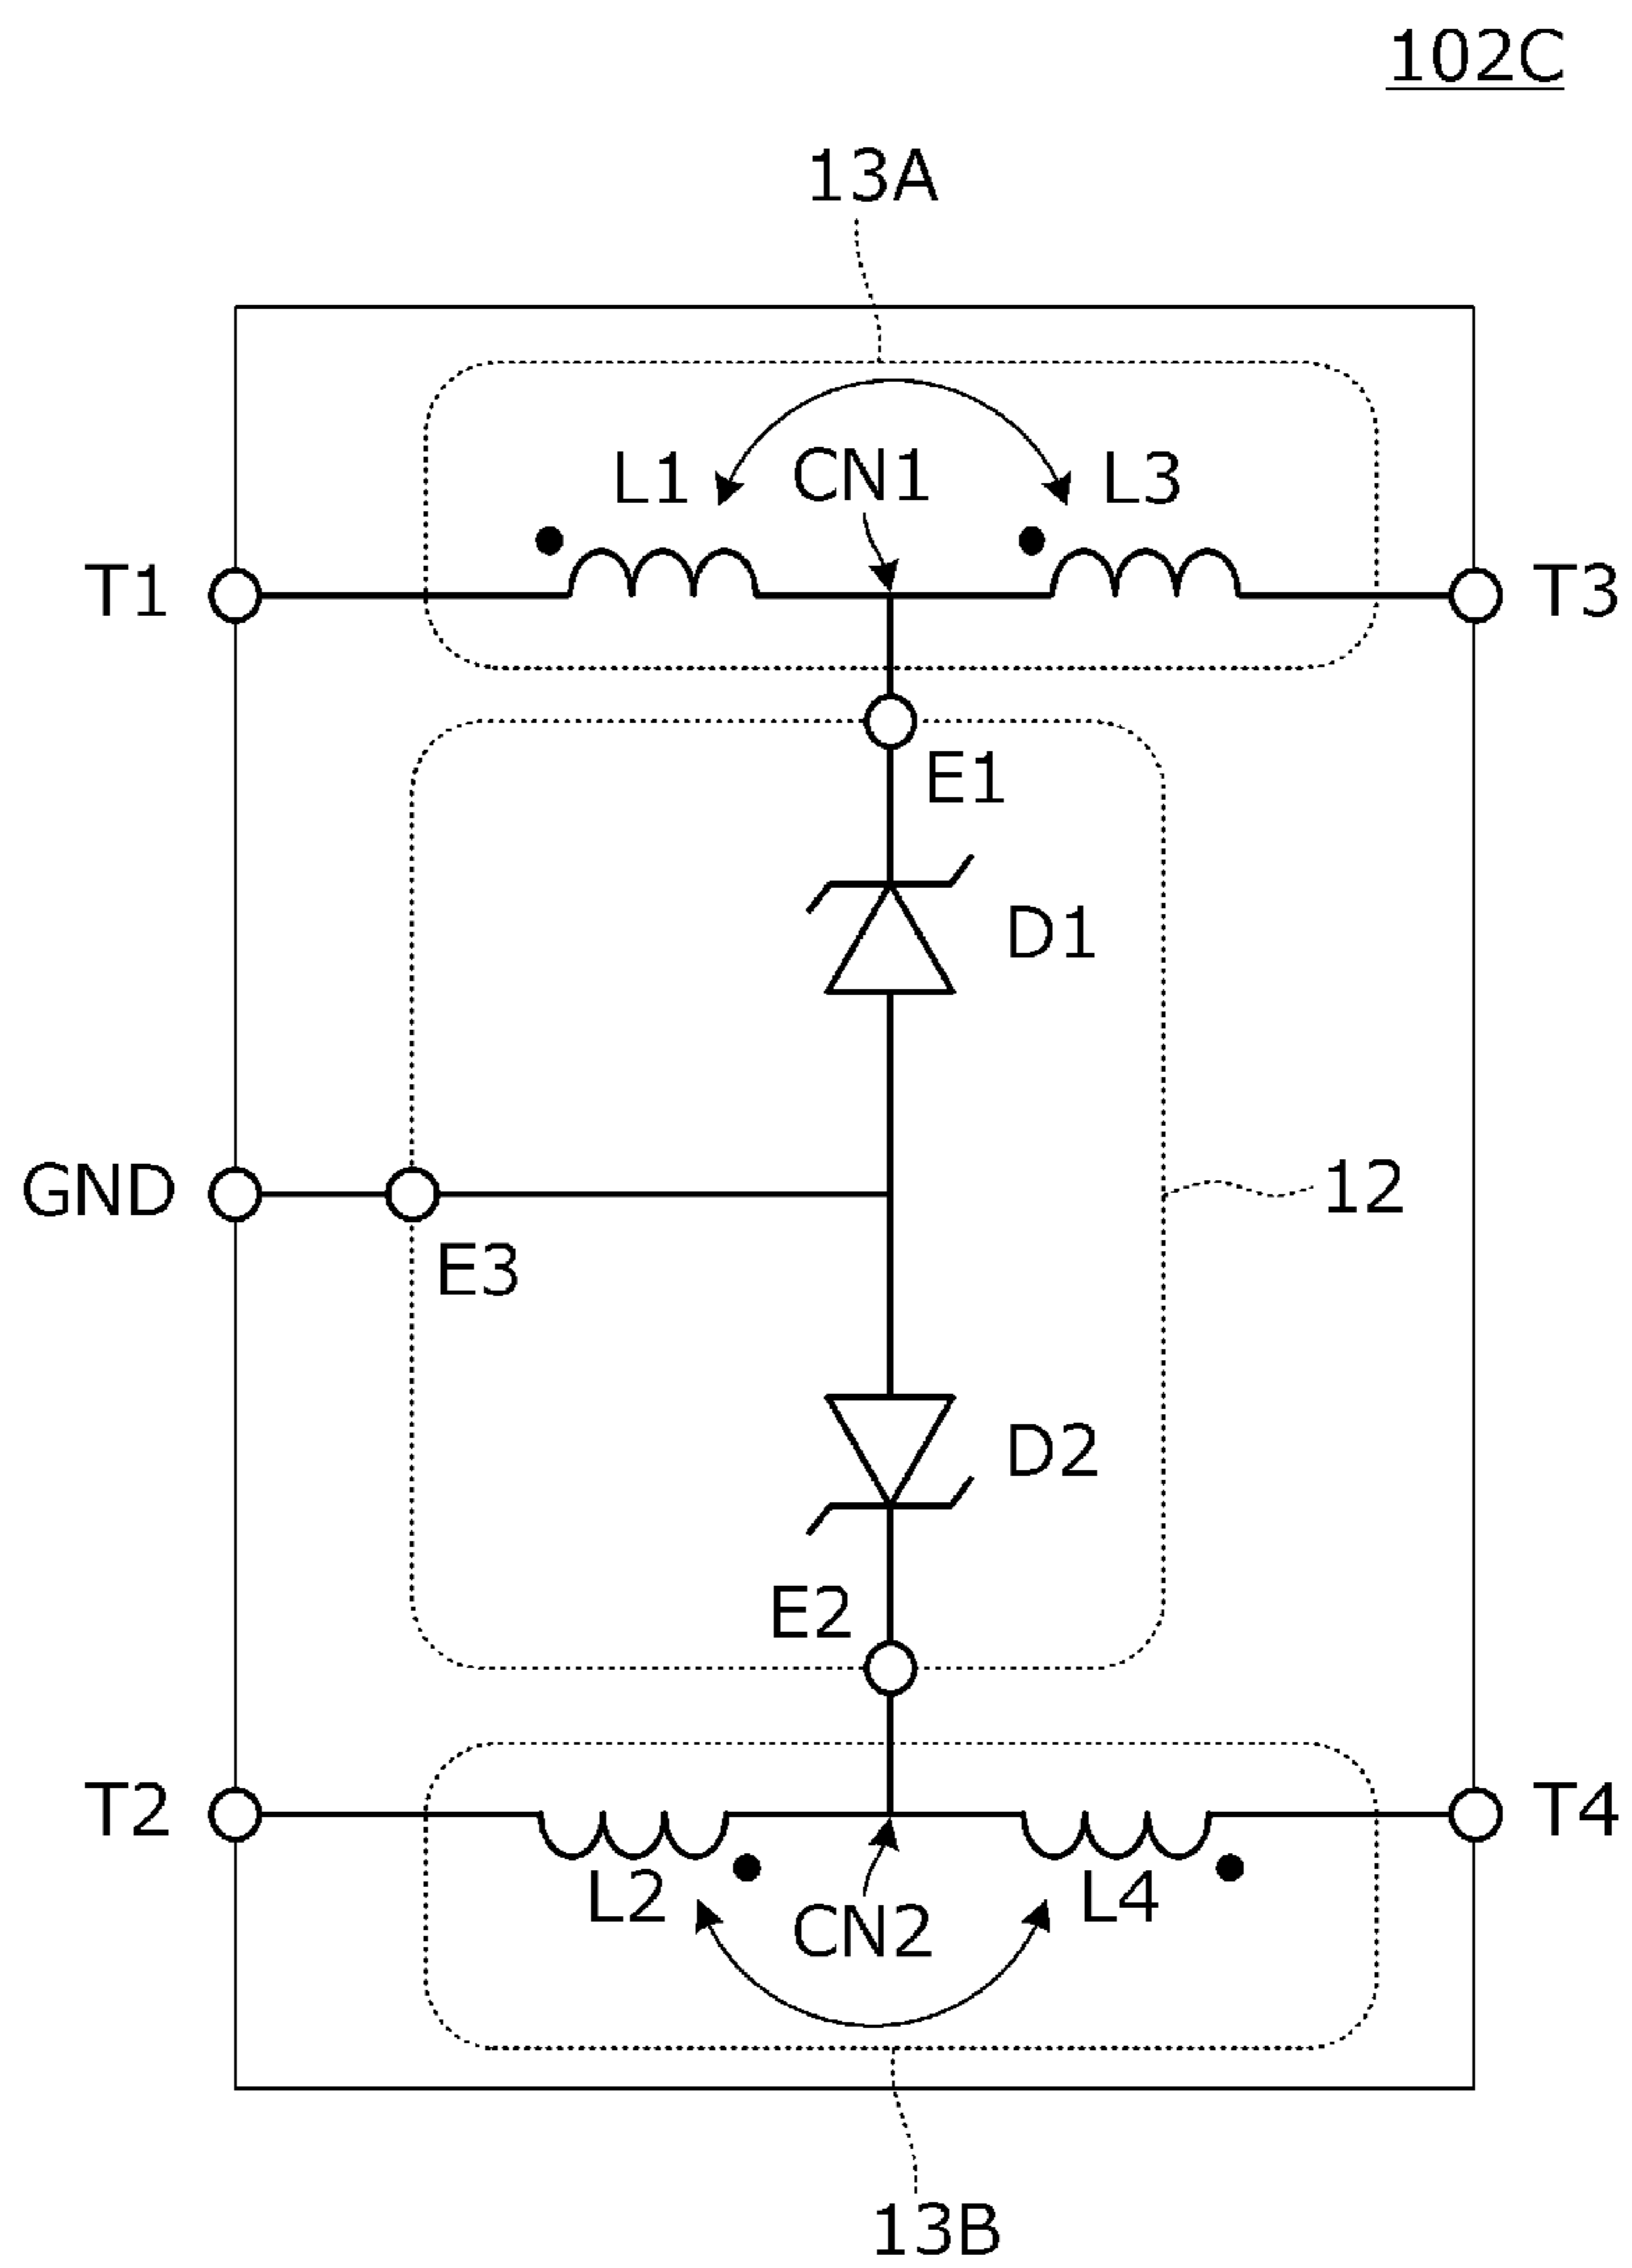 102C
13A
L1 CN1 L3
T1 T3
E1
D1
GND 12
E3
D2
E2
T2 T4
L2 CN2 L4
13B